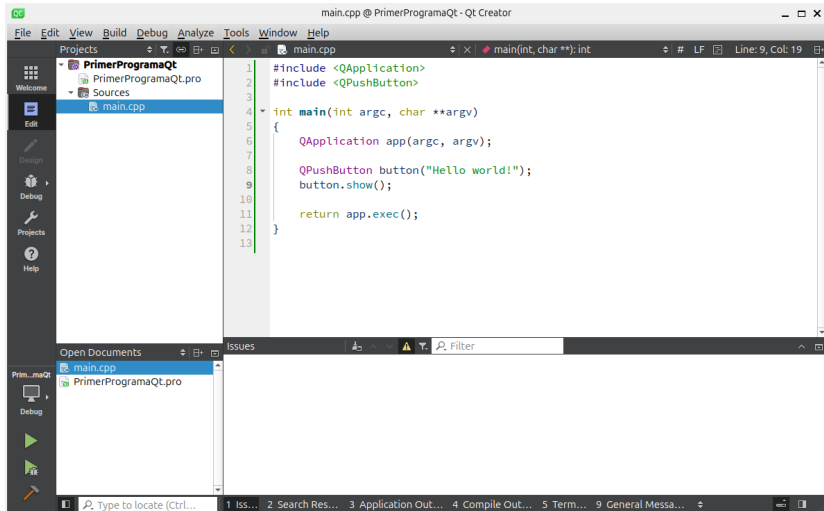 QC
main.cpp @ PrimerProgramaQt - Qt Creator
File Edit View Build Debug Analyze Tools Window Help
Projects
main.cpp
main(int, char **): int
# LF
Line: 9, Col: 19
Welcome
Edit
Design
Debug
Projects
Help
PrimerProgramaQt
PrimerProgramaQt.pro
Sources
main.cpp
1 #include <QApplication>
2 #include <QPushButton>
3
4 int main(int argc, char **argv)
5 {
6 QApplication app(argc, argv);
7
8 QPushButton button("Hello world!");
9 button.show();
10
11 return app.exec();
12 }
13
Open Documents
main.cpp
PrimerProgramaQt.pro
Issues
Filter
Prim...maQt
Debug
Type to locate (Ctrl...
1 Iss... 2 Search Res... 3 Application Out... 4 Compile Out... 5 Term... 9 General Messa...